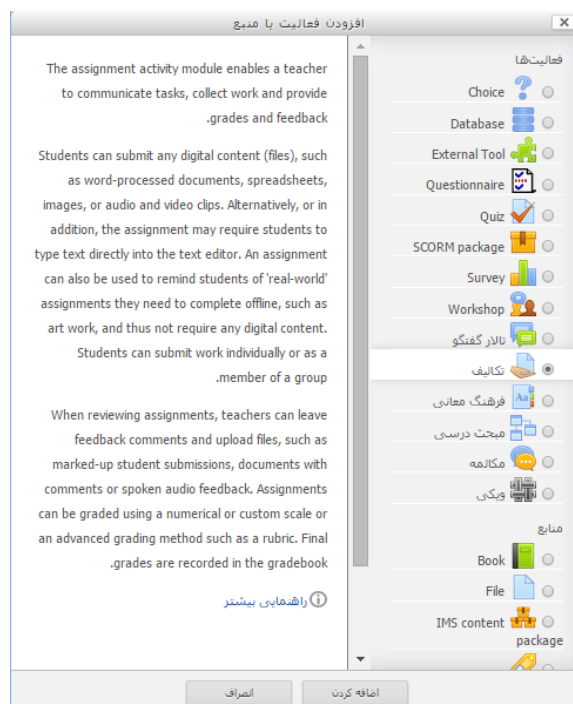 افزودن فعالیت یا منبع
فعالیت‌ها
Choice
Database
External Tool
Questionnaire
Quiz
SCORM package
Survey
Workshop
تالار گفتگو
تکالیف
فرهنگ معانی
مبحث درسی
مکالمه
ویکی
منابع
Book
File
IMS content
package
The assignment activity module enables a teacher
to communicate tasks, collect work and provide
.grades and feedback
Students can submit any digital content (files), such
as word-processed documents, spreadsheets,
images, or audio and video clips. Alternatively, or in
addition, the assignment may require students to
type text directly into the text editor. An assignment
can also be used to remind students of 'real-world'
assignments they need to complete offline, such as
art work, and thus not require any digital content.
Students can submit work individually or as a
.member of a group
When reviewing assignments, teachers can leave
feedback comments and upload files, such as
marked-up student submissions, documents with
comments or spoken audio feedback. Assignments
can be graded using a numerical or custom scale or
an advanced grading method such as a rubric. Final
.grades are recorded in the gradebook
راهنمایی بیشتر
اضافه کردن
انصراف